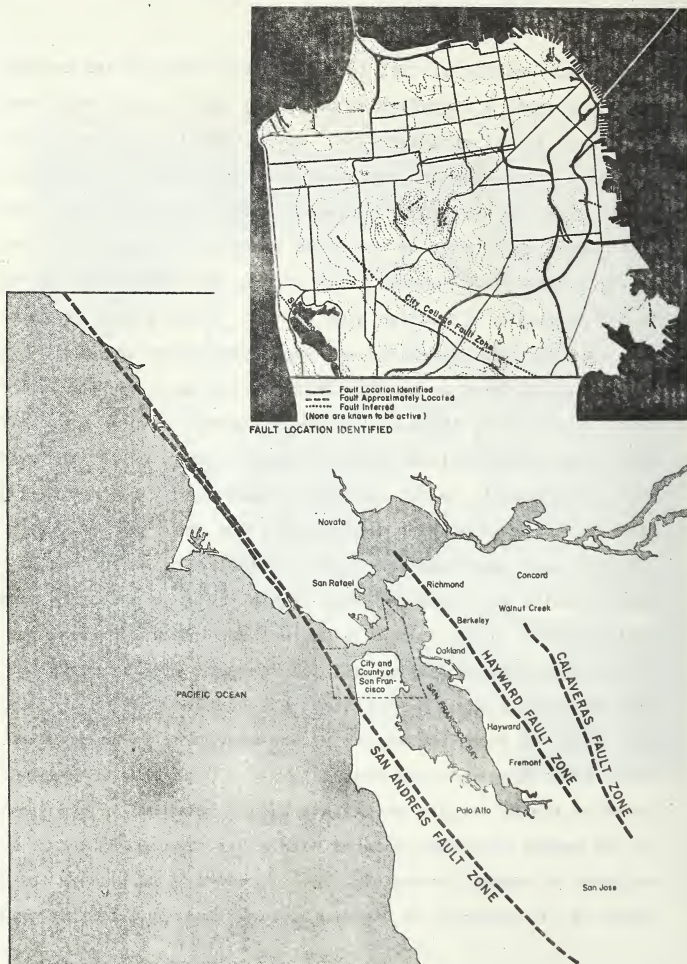 City College Fault Zone
Fault Location Identified
Fault Approximately Located
Fault Inferred
(None are known to be active)
FAULT LOCATION IDENTIFIED
Novato
San Rafael
Richmond
Concord
Walnut Creek
Berkeley
Oakland
City and
County of
San Fran-
cisco
PACIFIC OCEAN
SAN FRANCISCO BAY
HAYWARD FAULT ZONE
CALAVERAS FAULT ZONE
Hayward
Fremont
SAN ANDREAS FAULT ZONE
Palo Alto
San Jose